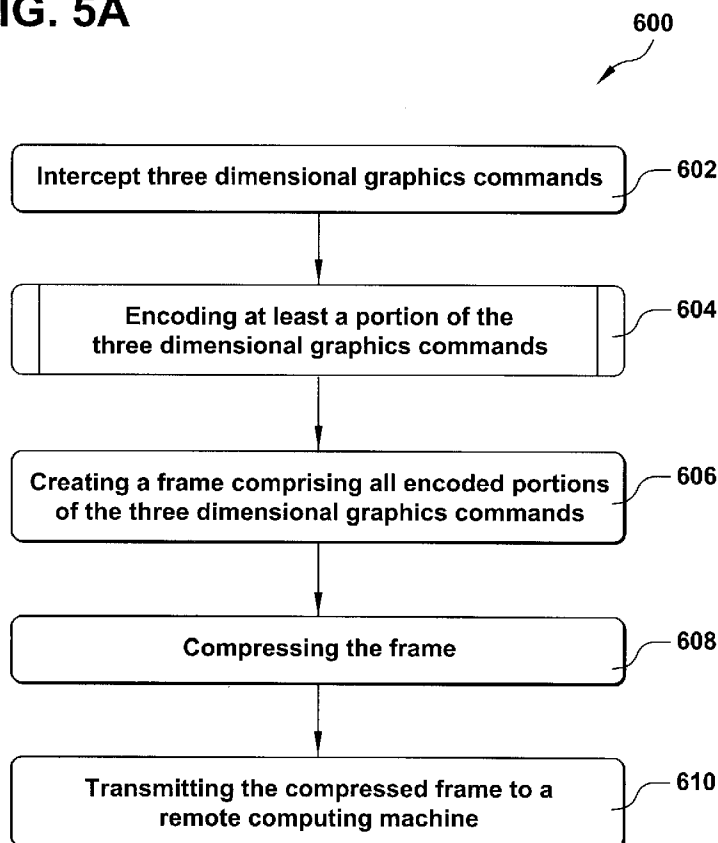 IG. 5A
600
Intercept three dimensional graphics commands
602
Encoding at least a portion of the
three dimensional graphics commands
604
Creating a frame comprising all encoded portions
of the three dimensional graphics commands
606
Compressing the frame
608
Transmitting the compressed frame to a
remote computing machine
610